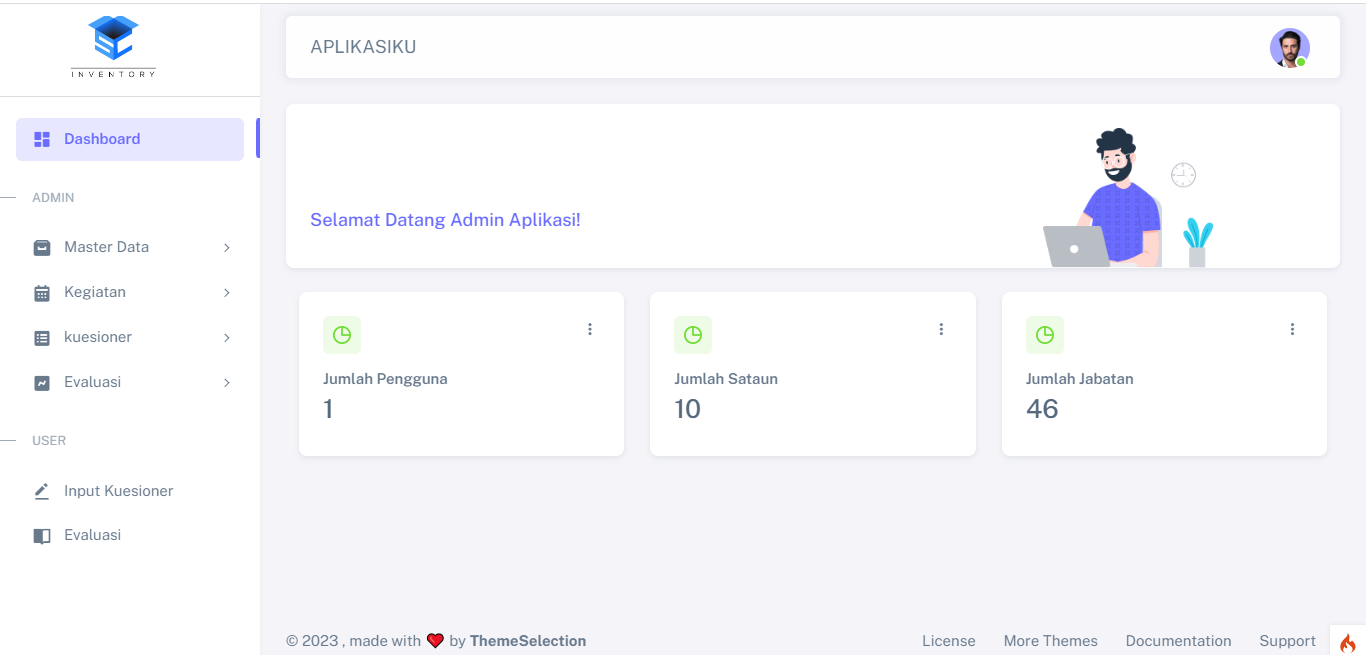 INVENTORY
APLIKASIKU
Dashboard
ADMIN
Master Data
Kegiatan
kuesioner
Evaluasi
USER
Input Kuesioner
Evaluasi
Selamat Datang Admin Aplikasi!
Jumlah Pengguna
1
Jumlah Sataun
10
Jumlah Jabatan
46
© 2023 , made with ❤️ by ThemeSelection
License More Themes Documentation Support